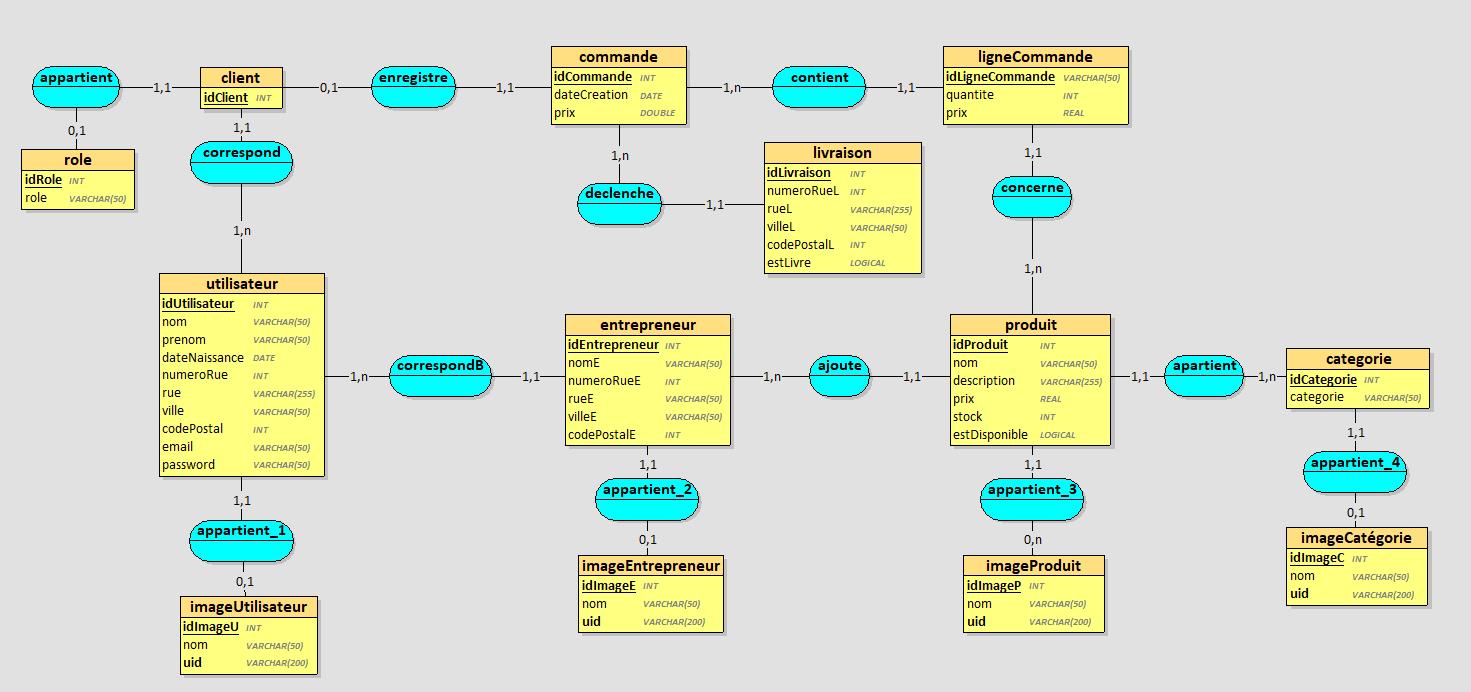 appartient
1,1
0,1
role
idRole INT
role VARCHAR(50)
client
idClient INT
0,1
enregistre
1,1
commande
idCommande INT
dateCreation DATE
prix DOUBLE
1,n
contient
1,1
ligneCommande
idLigneCommande VARCHAR(50)
quantite INT
prix REAL
1,1
correspond
1,n
1,n
declenche
1,1
livraison
idLivraison INT
numeroRueL INT
rueL VARCHAR(255)
villeL VARCHAR(50)
codePostalL INT
estLivre LOGICAL
1,1
concerne
1,n
utilisateur
idUtilisateur INT
nom VARCHAR(50)
prenom VARCHAR(50)
dateNaissance DATE
numeroRue INT
rue VARCHAR(255)
ville VARCHAR(50)
codePostal INT
email VARCHAR(50)
password VARCHAR(50)
1,n
correspondB
1,1
entrepreneur
idEntrepreneur INT
nomE VARCHAR(50)
numeroRueE INT
rueE VARCHAR(50)
villeE VARCHAR(50)
codePostalE INT
1,n
ajoute
1,1
produit
idProduit INT
nom VARCHAR(50)
description VARCHAR(255)
prix REAL
stock INT
estDisponible LOGICAL
1,1
apartient
1,n
categorie
idCategorie INT
categorie VARCHAR(50)
1,1
appartient_1
0,1
imageUtilisateur
idImageU INT
nom VARCHAR(50)
uid VARCHAR(200)
1,1
appartient_2
0,1
imageEntrepreneur
idImageE INT
nom VARCHAR(50)
uid VARCHAR(200)
1,1
appartient_3
0,n
imageProduit
idImageP INT
nom VARCHAR(50)
uid VARCHAR(200)
1,1
appartient_4
0,1
imageCatégorie
idImageC INT
nom VARCHAR(50)
uid VARCHAR(200)